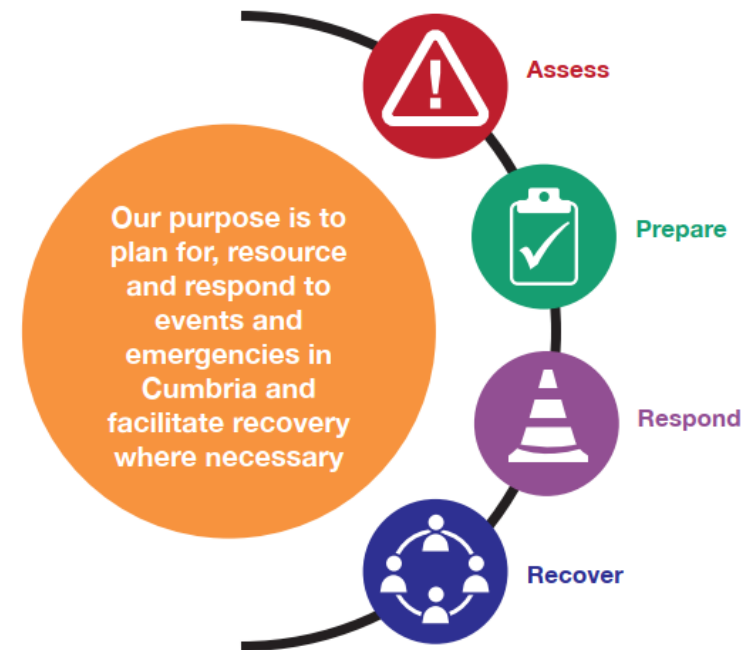 Our purpose is to
plan for, resource
and respond to
events and
emergencies in
Cumbria and
facilitate recovery
where necessary
Assess
Prepare
Respond
Recover